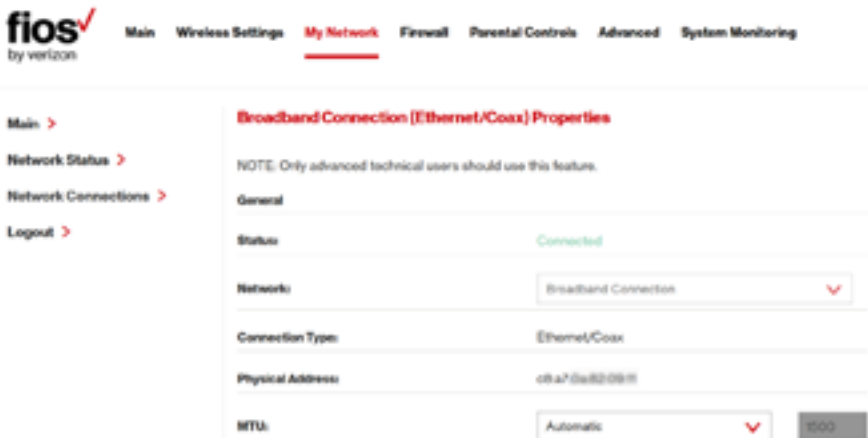 fios
by verizon
Main Wireless Settings My Network Firewall Parental Controls Advanced System Monitoring
Main >
Network Status >
Network Connections >
Logout >
Broadband Connection (Ethernet/Coax) Properties
NOTE: Only advanced technical users should use this feature.
General
Status: Connected
Network: Broadband Connection
Connection Type: Ethernet/Coax
Physical Address:
MTU: Automatic 1500